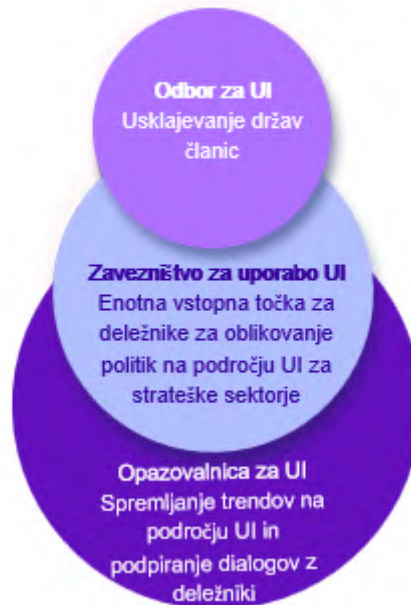 Odbor za UI
Usklajevanje držav
članic
Zavezništvo za uporabo UI
Enotna vstopna točka za
deležnike za oblikovanje
politik na področju UI za
strateške sektorje
Opazovalnica za UI
Spremljanje trendov na
področju UI in
podpiranje dialogov z
deležniki